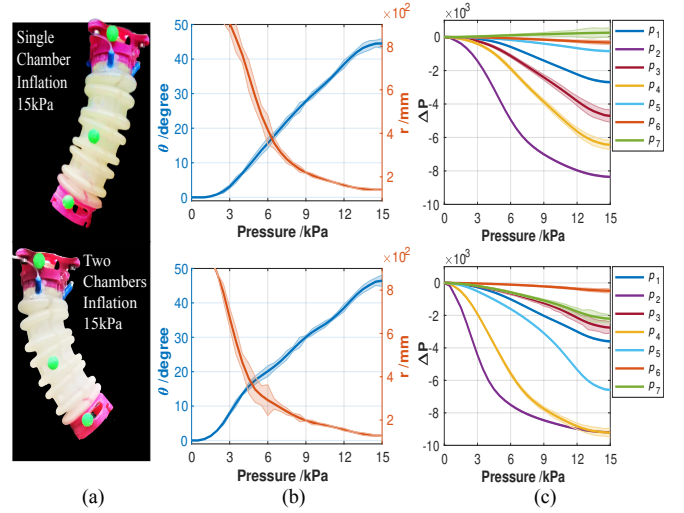 Single
Chamber
Inflation
15kPa
50
40
30
20
10
0
θ /degree
0 3 6 9 12 15
Pressure /kPa
×10²
8
6
4
2
r /mm
×10³
0
-2
-4
-6
-8
-10
ΔP
0 3 6 9 12 15
Pressure /kPa
p₁
p₂
p₃
p₄
p₅
p₆
p₇
Two
Chambers
Inflation
15kPa
50
40
30
20
10
0
θ /degree
0 3 6 9 12 15
Pressure /kPa
×10²
8
6
4
2
r /mm
×10³
0
-2
-4
-6
-8
-10
ΔP
0 3 6 9 12 15
Pressure /kPa
p₁
p₂
p₃
p₄
p₅
p₆
p₇
(a)
(b)
(c)